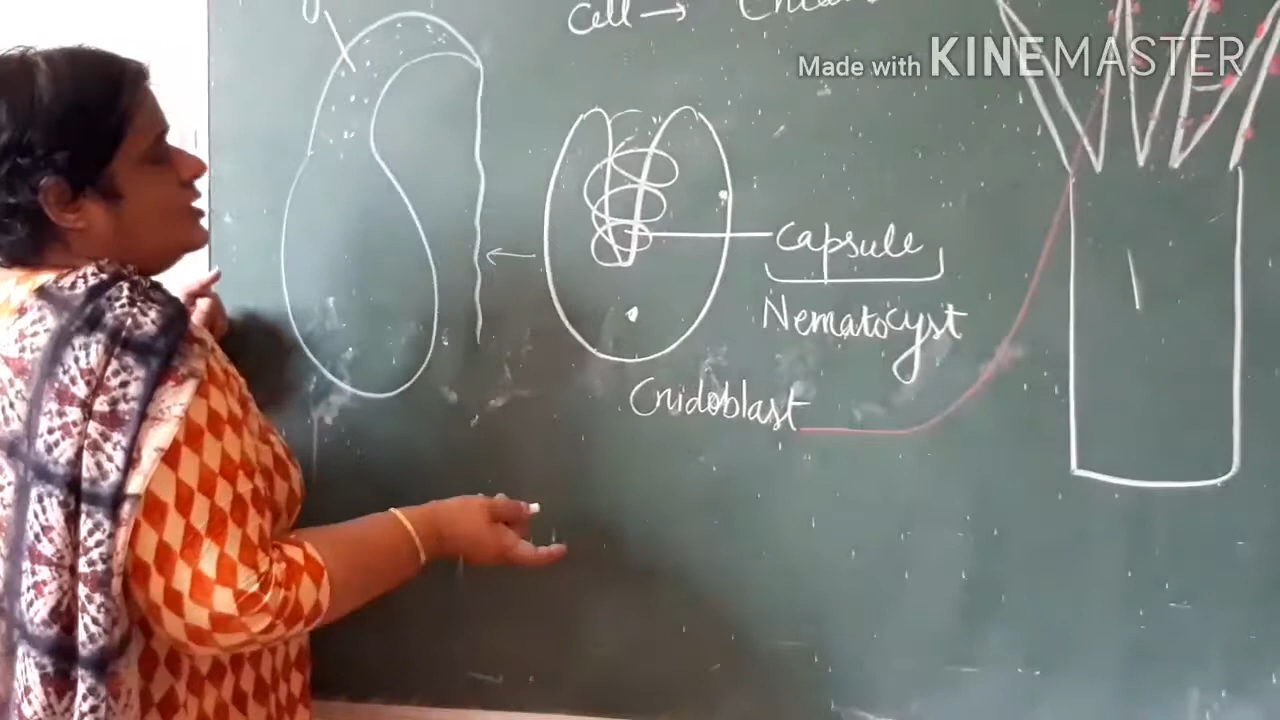 Cell →
Made with KINEMASTER
Capsule
Nematocyst
Cnidoblast